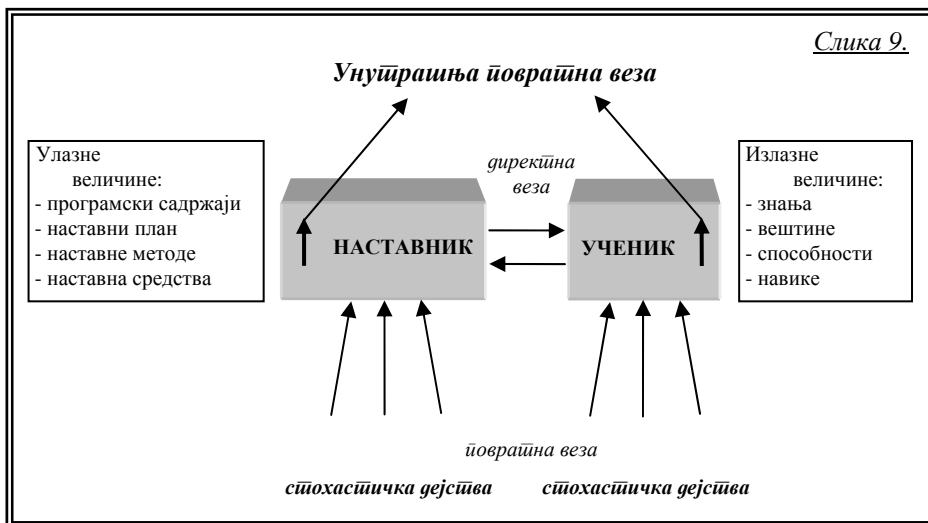 Слика 9.
Унутрашња повратна веза
Улазне
величине:
- програмски садржаји
- наставни план
- наставне методе
- наставна средства
директна
веза
Излазне
величине:
- знања
- вештине
- способности
- навике
НАСТАВНИК
УЧЕНИК
повратна веза
стохастичка дејства стохастичка дејства